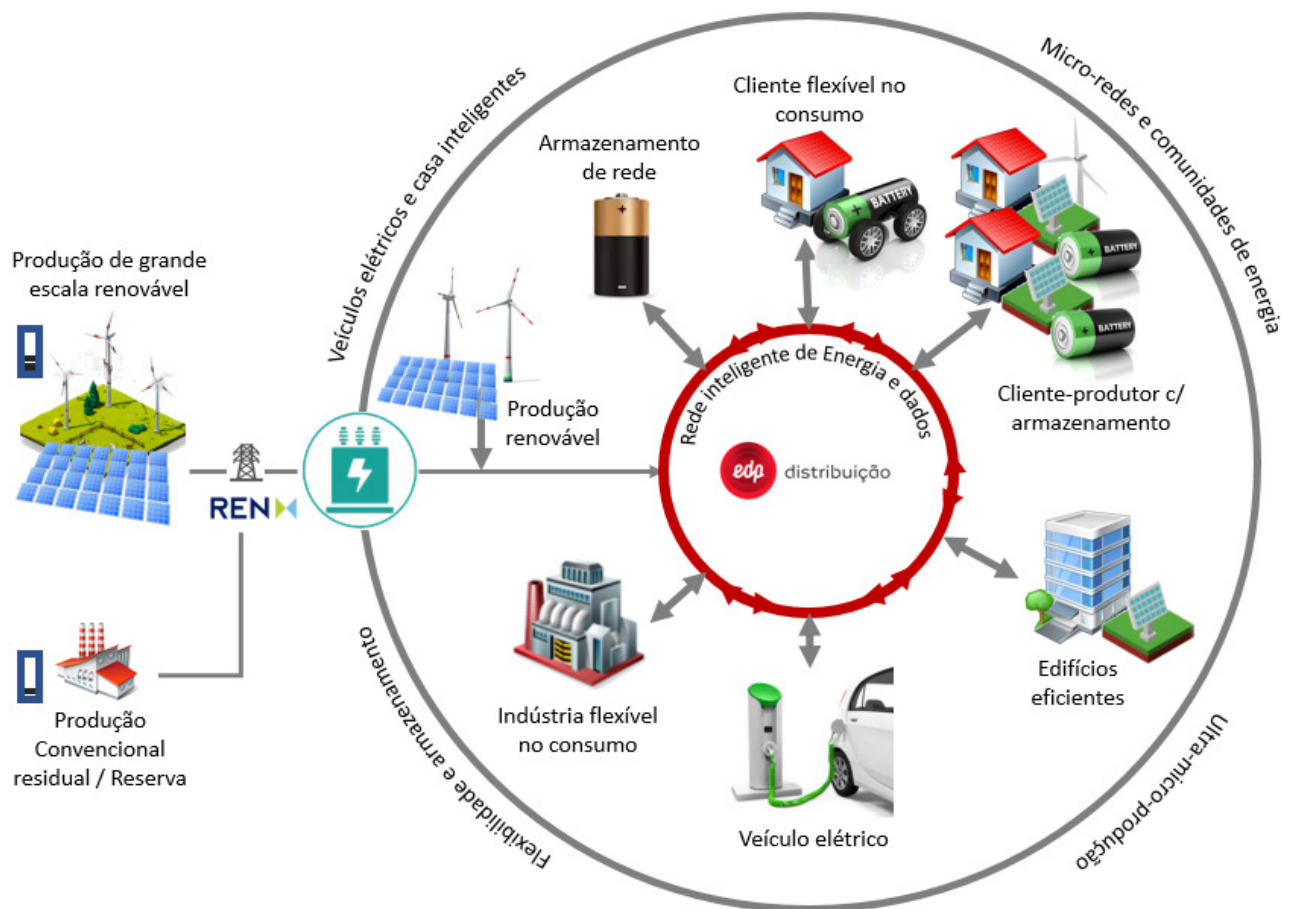 Veículos elétricos e casa inteligentes
Micro-redes e comunidades de energia
Cliente flexível no
consumo
Armazenamento
de rede
BATTERY
BATTERY
BATTERY
Produção de grande
escala renovável
Cliente-produtor c/
armazenamento
Produção
renovável
Rede inteligente de Energia e dados
edp distribuição
REN
Edifícios
eficientes
Indústria flexível
no consumo
Produção
Convencional
residual / Reserva
Veículo elétrico
Flexibilidade e armazenamento
Ultra-micro-produção